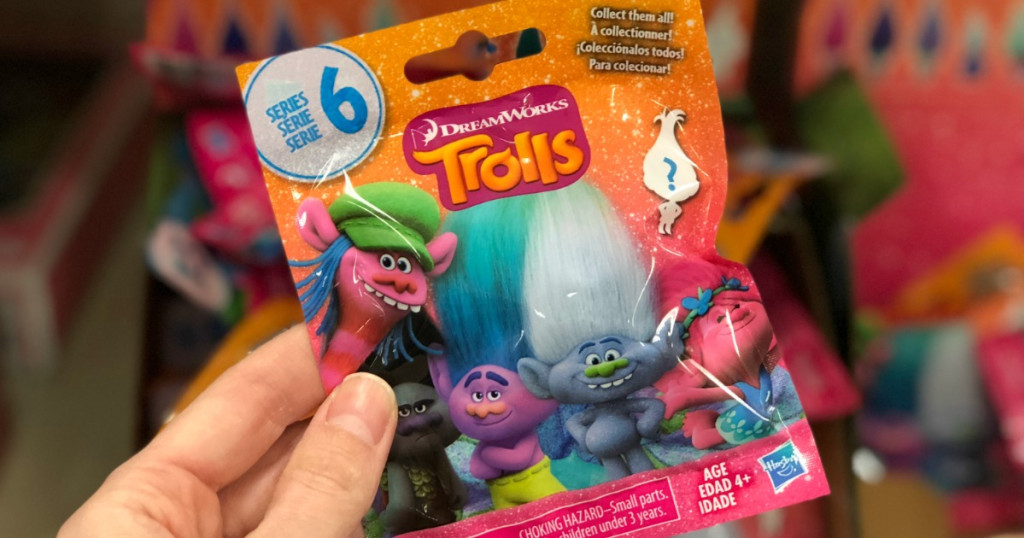 Collect them all!
À collectionner!
¡Colecciónalos todos!
Para colecionar!
SERIES
SERIE
SÉRIE
6
DREAMWORKS
Trolls
?
AGE
EDAD 4+
IDADE
Hasbro
CHOKING HAZARD–Small parts.
children under 3 years.